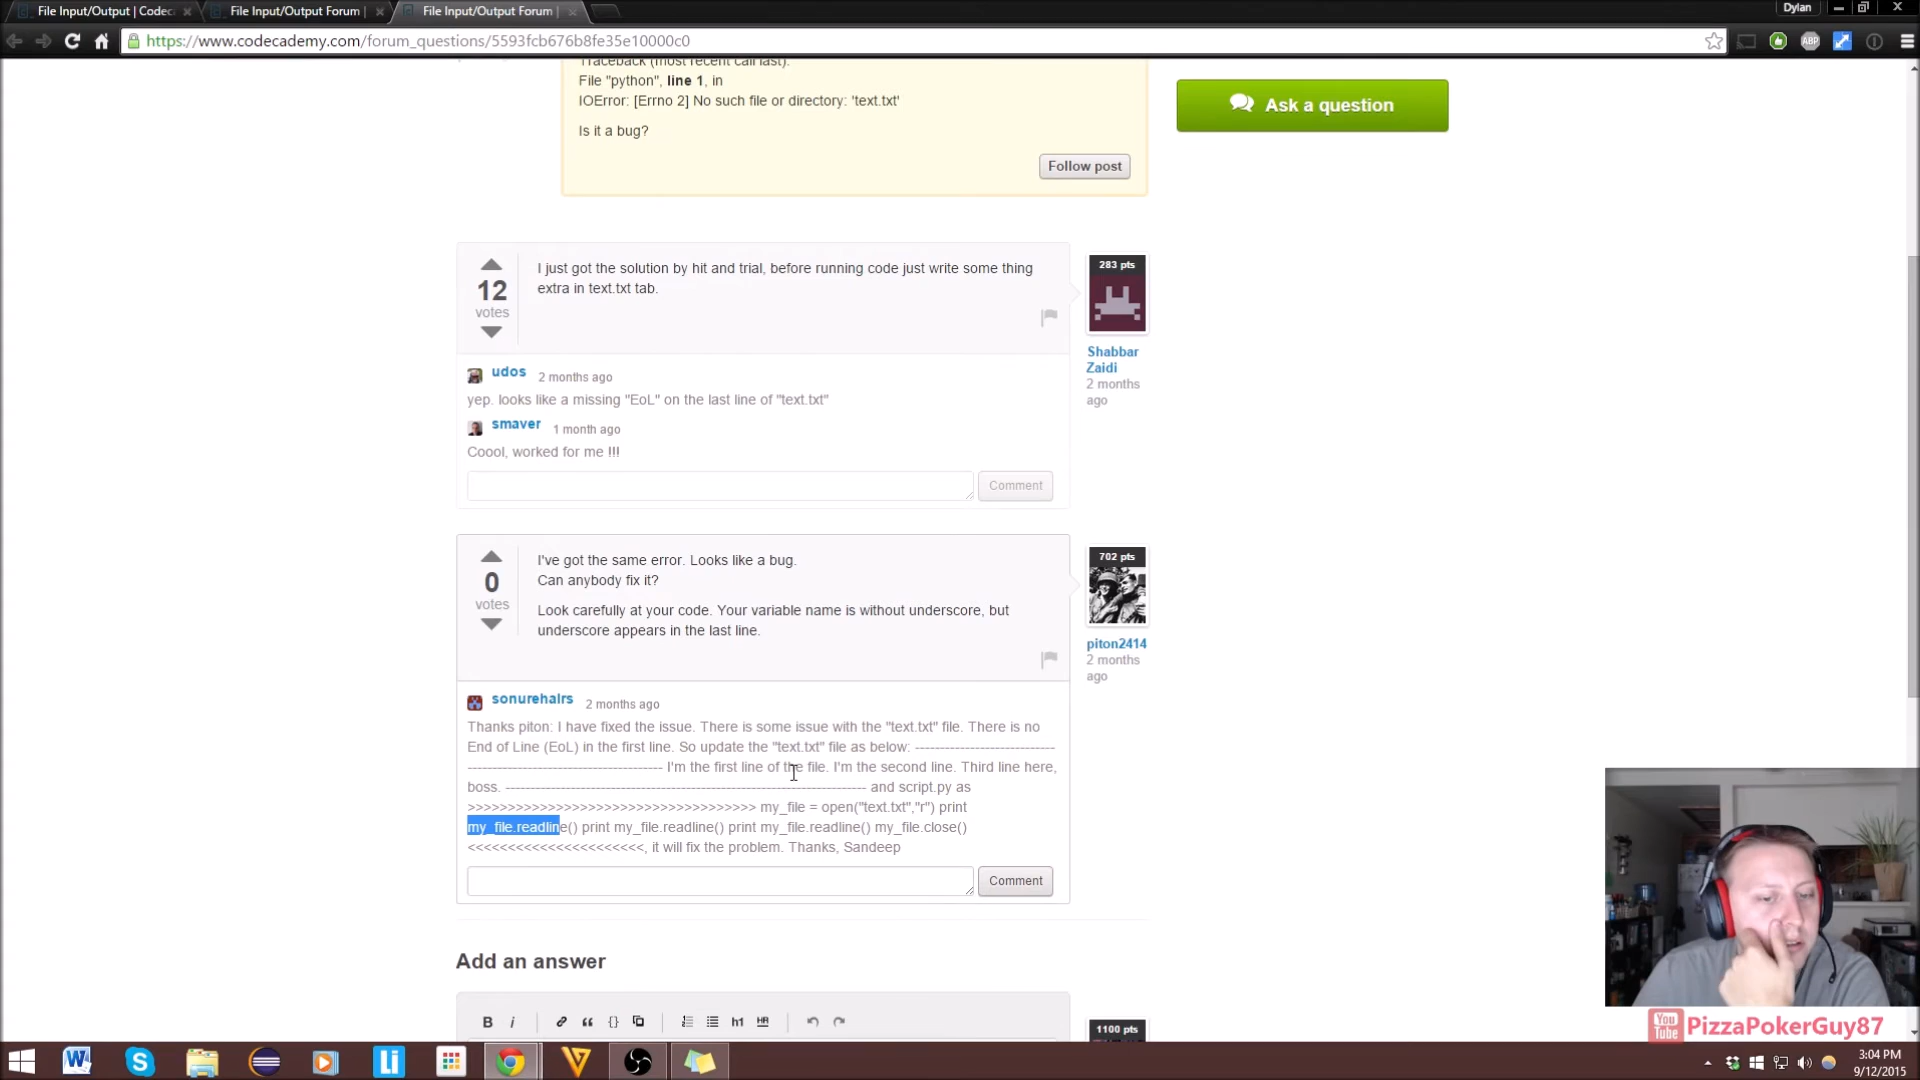 File Input/Output | Codec
File Input/Output Forum |
File Input/Output Forum |
Dylan
https://www.codecademy.com/forum_questions/5593fcb676b8fe35e10000c0
ABP
Traceback (most recent call last):
File "python", line 1, in
IOError: [Errno 2] No such file or directory: 'text.txt'
Is it a bug?
Follow post
Ask a question
12
votes
I just got the solution by hit and trial, before running code just write some thing
extra in text.txt tab.
283 pts
Shabbar
Zaidi
2 months
ago
udos 2 months ago
yep. looks like a missing "EoL" on the last line of "text.txt"
smaver 1 month ago
Coool, worked for me !!!
Comment
0
votes
I've got the same error. Looks like a bug.
Can anybody fix it?
Look carefully at your code. Your variable name is without underscore, but
underscore appears in the last line.
702 pts
piton2414
2 months
ago
sonurehairs 2 months ago
Thanks piton: I have fixed the issue. There is some issue with the "text.txt" file. There is no
End of Line (EoL) in the first line. So update the "text.txt" file as below: ----------------------------
--------------------------------------- I'm the first line of the file. I'm the second line. Third line here,
boss. ------------------------------------------------------------------------ and script.py as
>>>>>>>>>>>>>>>>>>>>>>>>>>>>>>>>>>>> my_file = open("text.txt","r") print
my_file.readline() print my_file.readline() print my_file.readline() my_file.close()
<<<<<<<<<<<<<<<<<<<<<<, it will fix the problem. Thanks, Sandeep
Comment
Add an answer
B i h1 HR
1100 pts
You Tube PizzaPokerGuy87
3:04 PM
9/12/2015